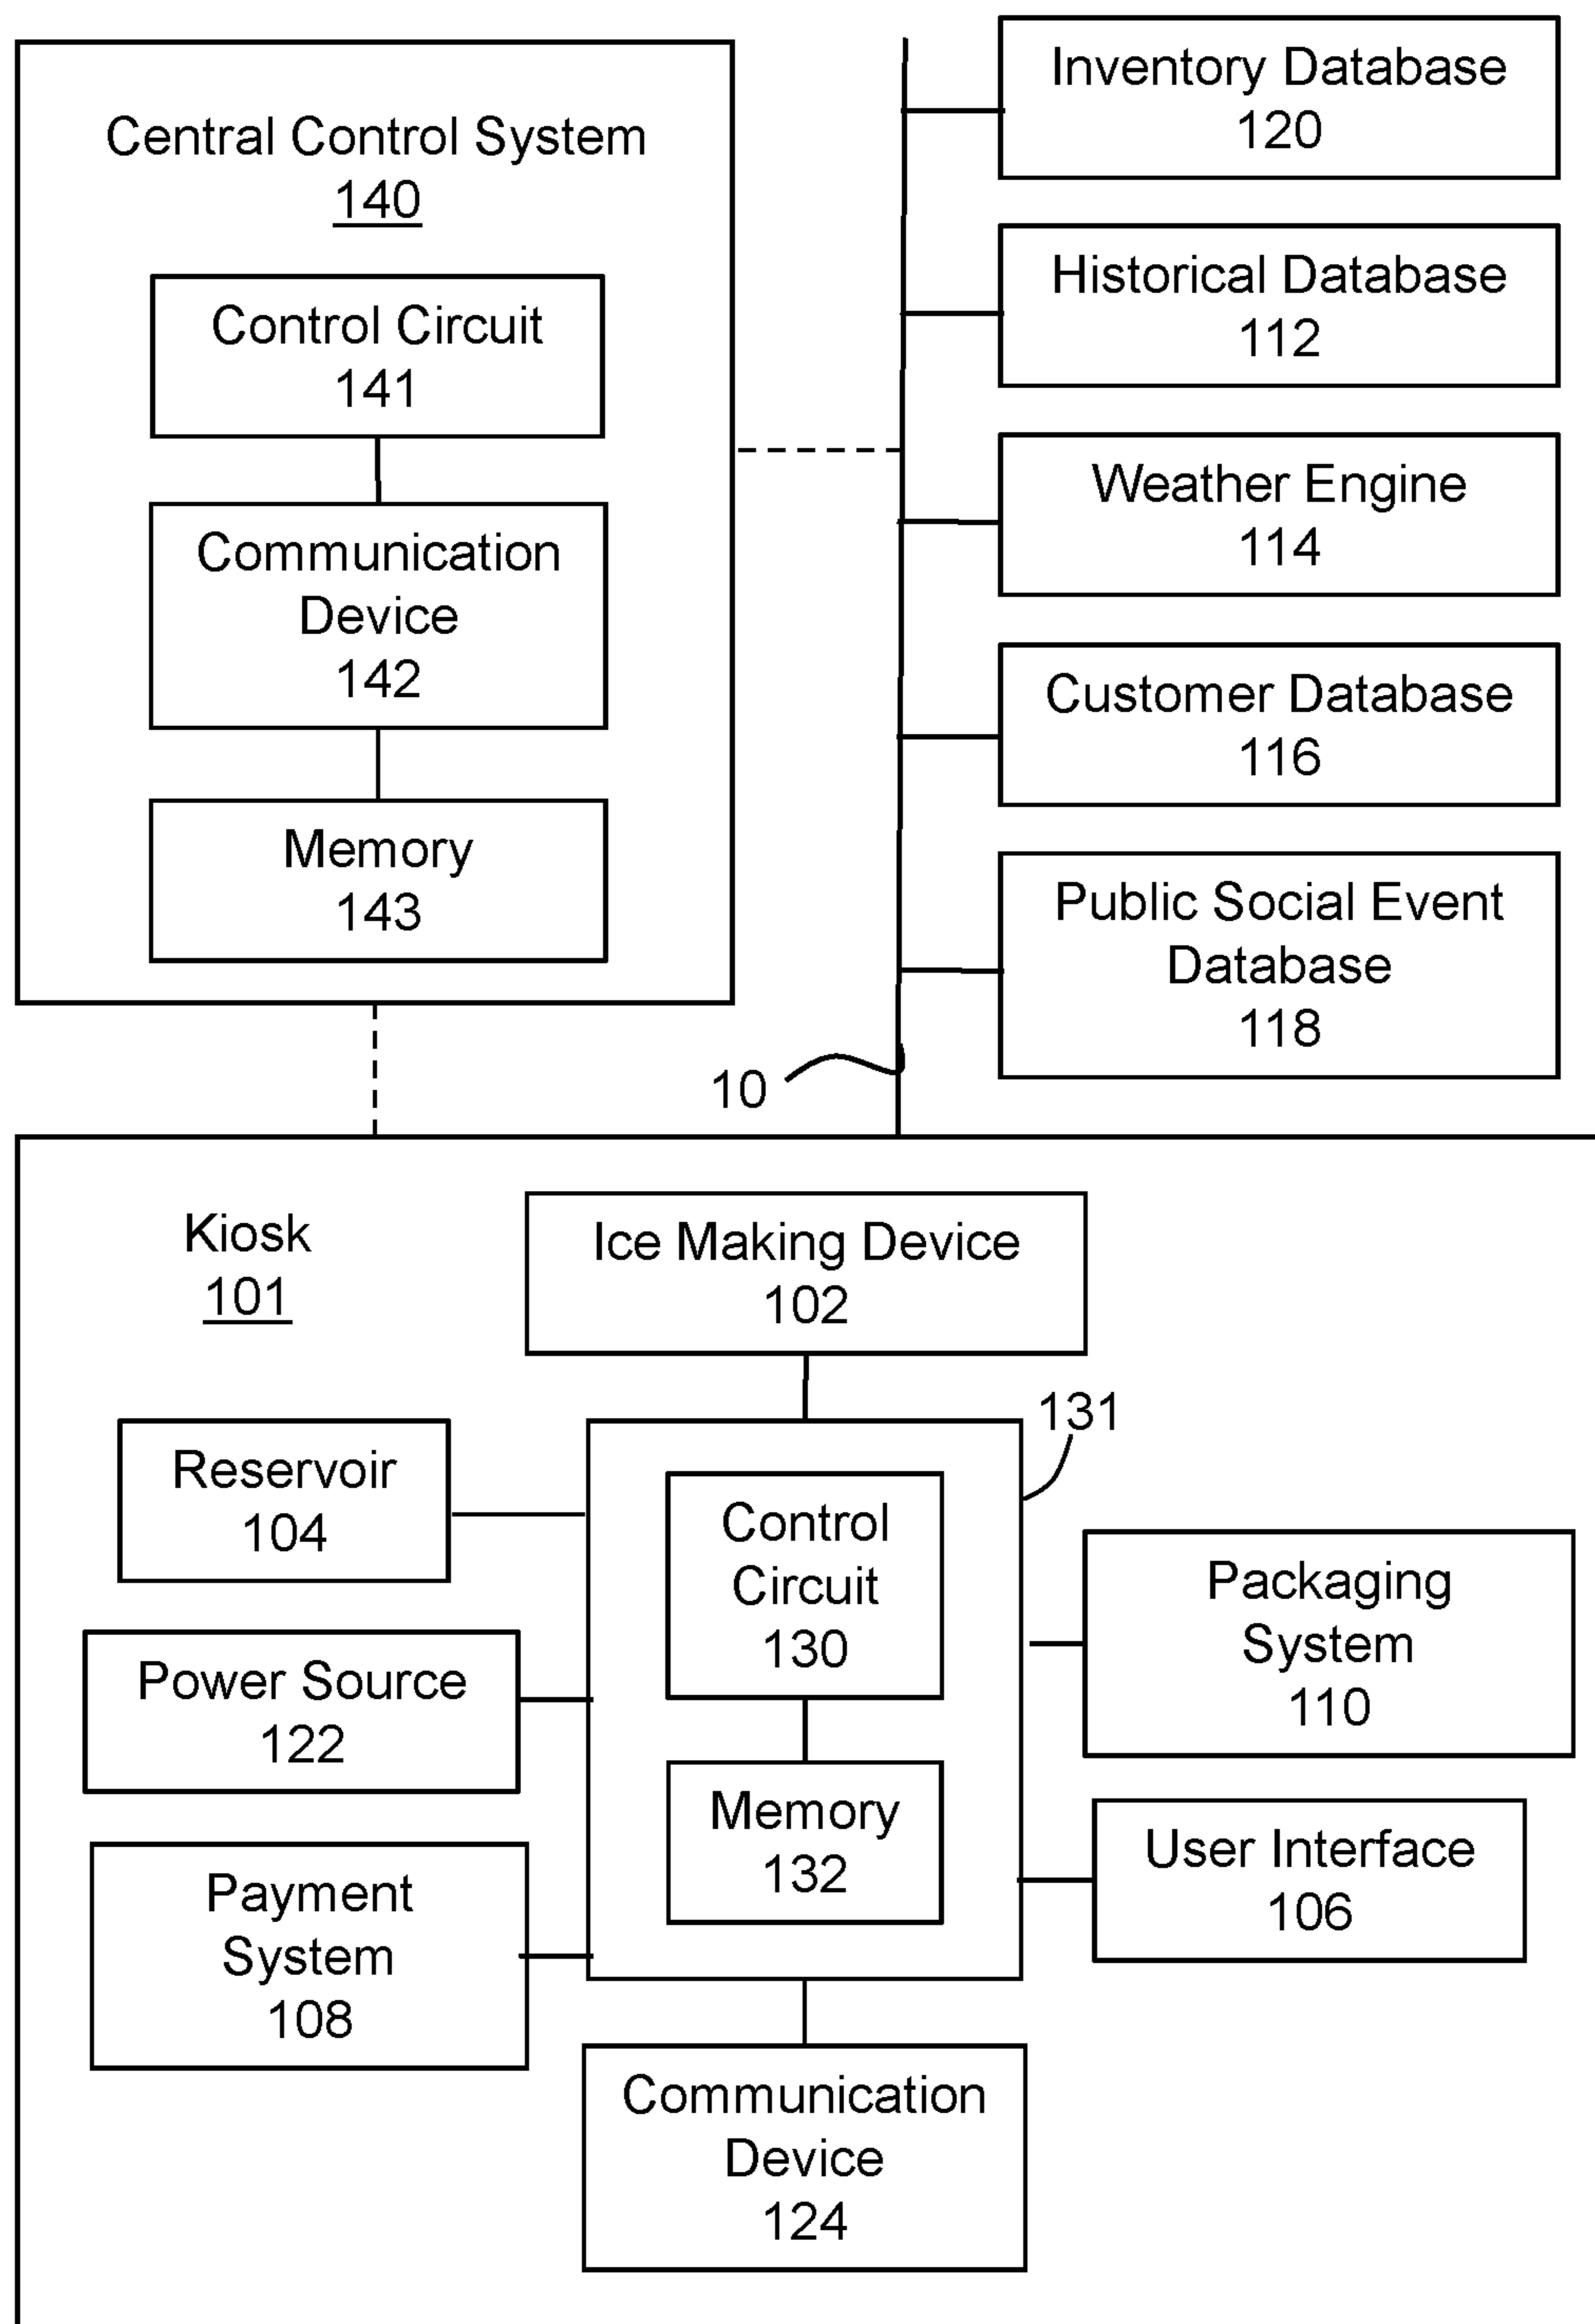 Central Control System
140
Control Circuit
141
Communication
Device
142
Memory
143
Inventory Database
120
Historical Database
112
Weather Engine
114
Customer Database
116
Public Social Event
Database
118
10
Kiosk
101
Ice Making Device
102
131
Reservoir
104
Control
Circuit
130
Packaging
System
110
Power Source
122
Memory
132
User Interface
106
Payment
System
108
Communication
Device
124